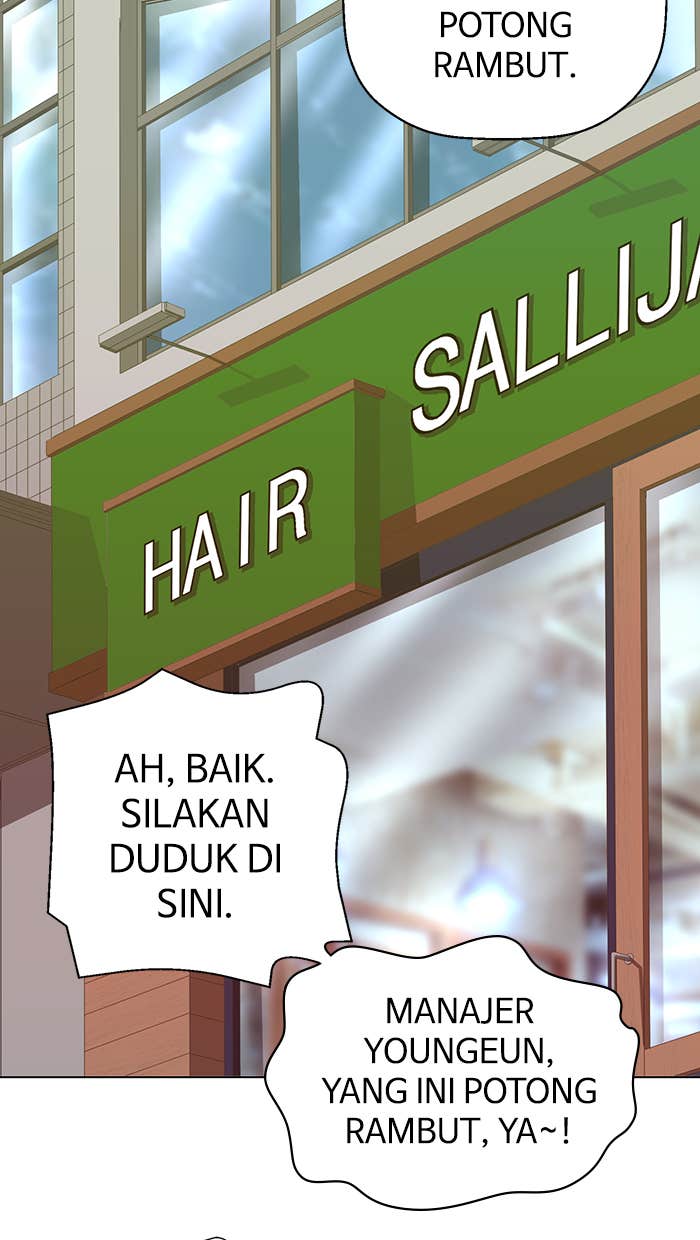 POTONG
RAMBUT.
SALLIJA
HAIR
AH, BAIK.
SILAKAN
DUDUK DI
SINI.
MANAJER
YOUNGEUN,
YANG INI POTONG
RAMBUT, YA~!